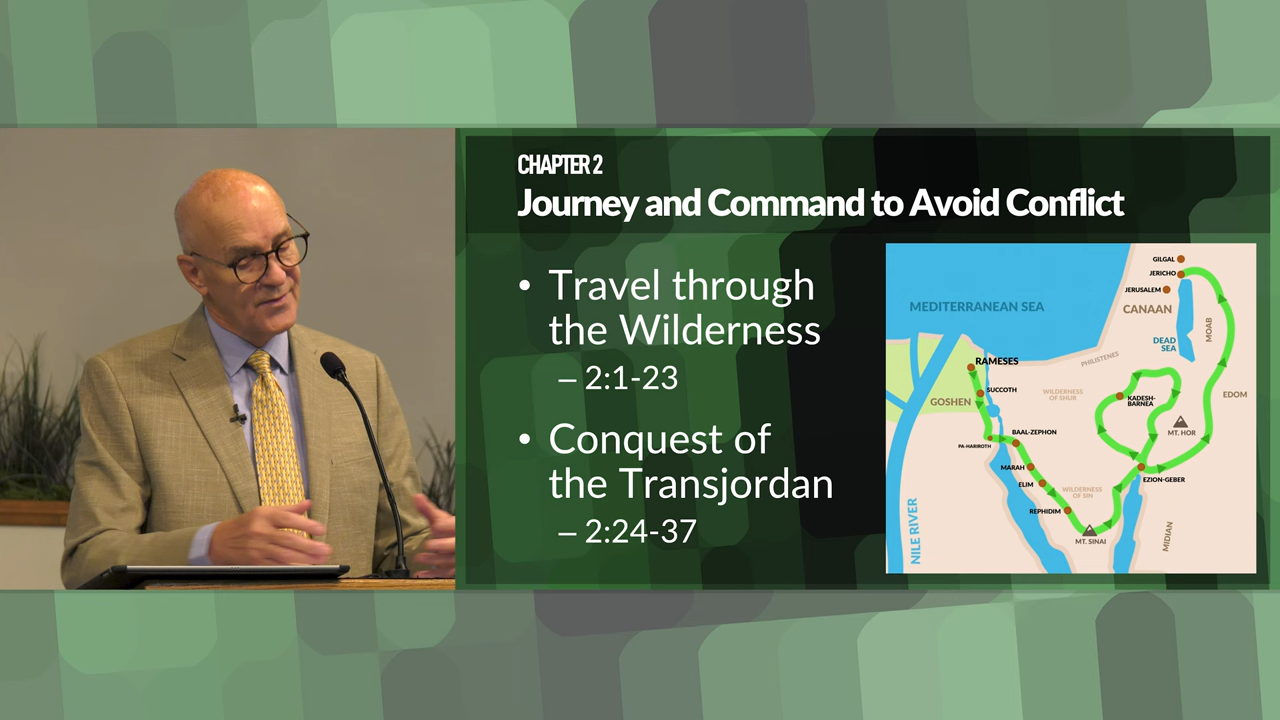 CHAPTER 2
Journey and Command to Avoid Conflict
• Travel through
the Wilderness
– 2:1-23
• Conquest of
the Transjordan
– 2:24-37
GILGAL
JERICHO
JERUSALEM
MEDITERRANEAN SEA
CANAAN
MOAB
DEAD
SEA
PHILISTENES
RAMESES
SUCCOTH
WILDERNESS
OF SHUR
GOSHEN
KADESH-
BARNEA
EDOM
MT. HOR
BAAL-ZEPHON
PA-HARIROTH
MARAH
EZION-GEBER
ELIM
WILDERNESS
OF SIN
REPHIDIM
NILE RIVER
MT. SINAI
MIDIAN